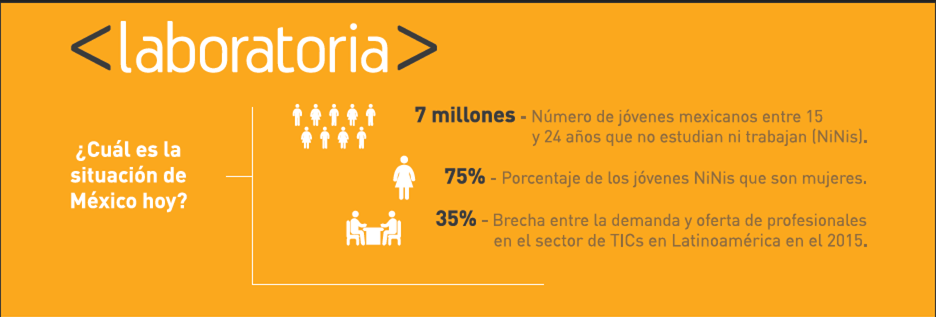 <laboratoria>
¿Cuál es la
situación de
México hoy?
7 millones - Número de jóvenes mexicanos entre 15
y 24 años que no estudian ni trabajan (NiNis).
75% - Porcentaje de los jóvenes NiNis que son mujeres.
35% - Brecha entre la demanda y oferta de profesionales
en el sector de TICs en Latinoamérica en el 2015.